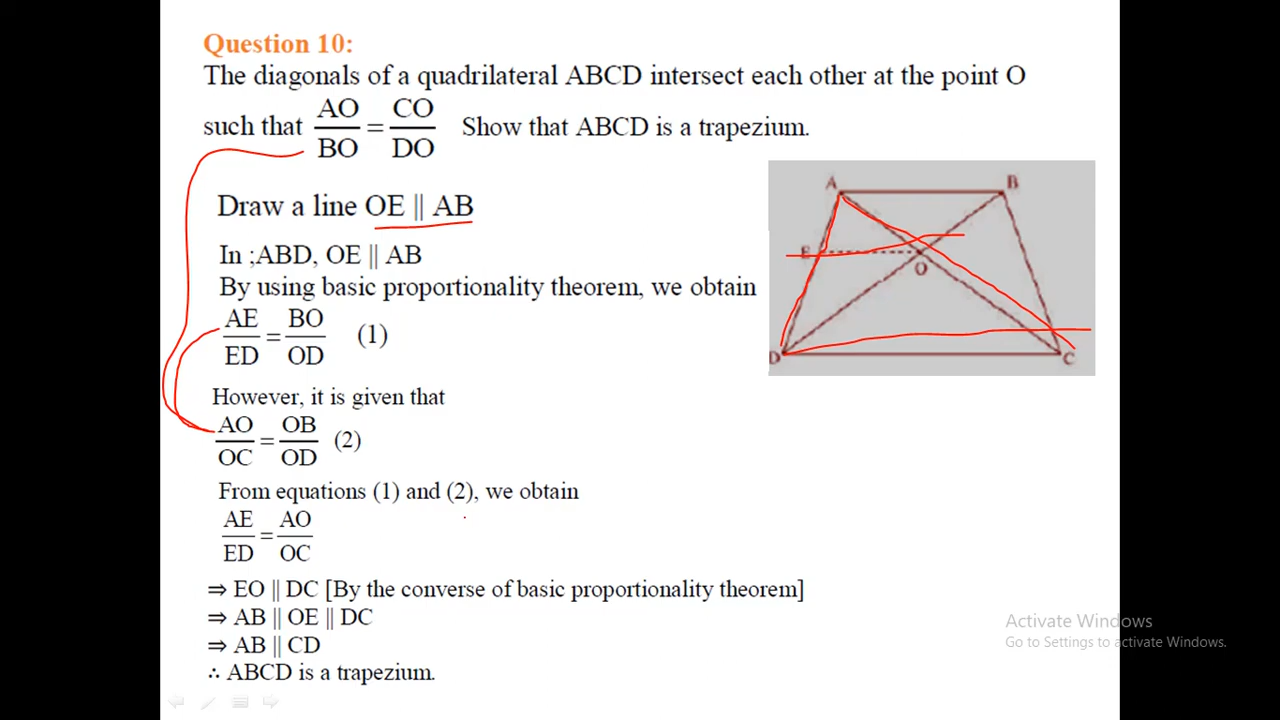 Question 10:
The diagonals of a quadrilateral ABCD intersect each other at the point O
such that AO/BO = CO/DO Show that ABCD is a trapezium.
Draw a line OE || AB
In ;ABD, OE || AB
By using basic proportionality theorem, we obtain
AE/ED = BO/OD (1)
However, it is given that
AO/OC = OB/OD (2)
From equations (1) and (2), we obtain
AE/ED = AO/OC
⇒ EO || DC [By the converse of basic proportionality theorem]
⇒ AB || OE || DC
⇒ AB || CD
∴ ABCD is a trapezium.
A B
E O
D C
Activate Windows
Go to Settings to activate Windows.